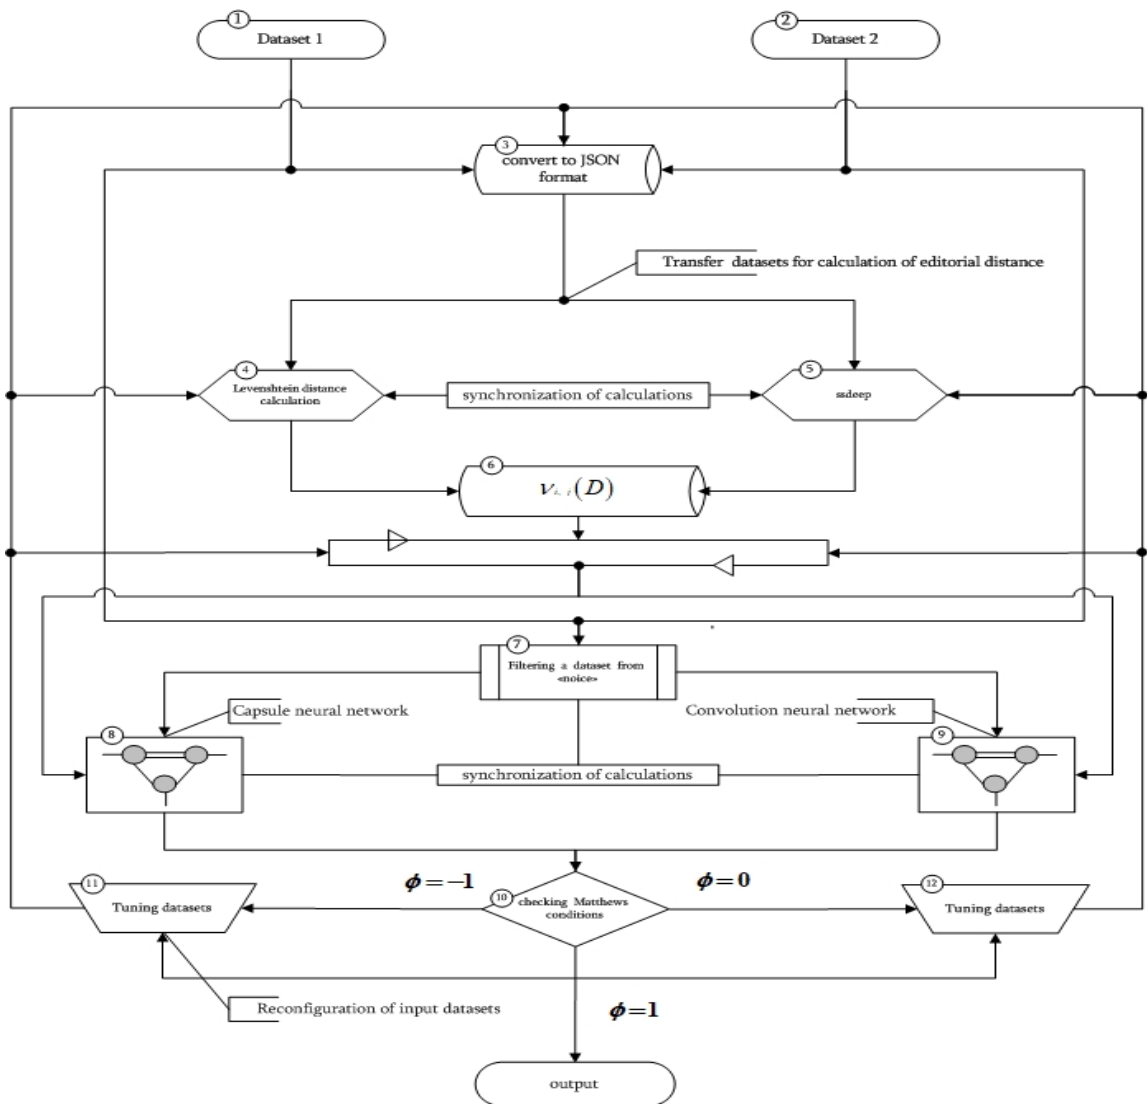 1
Dataset 1
2
Dataset 2
3
convert to JSON
format
Transfer datasets for calculation of editorial distance
4
Levenshtein distance
calculation
synchronization of calculations
5
ssdeep
6
ν i, j (D)
7
Filtering a dataset from
«noice»
Capsule neural network
Convolution neural network
8
9
synchronization of calculations
ϕ=-1
ϕ=0
11
Tuning datasets
10
checking Matthews
conditions
12
Tuning datasets
Reconfiguration of input datasets
ϕ=1
output